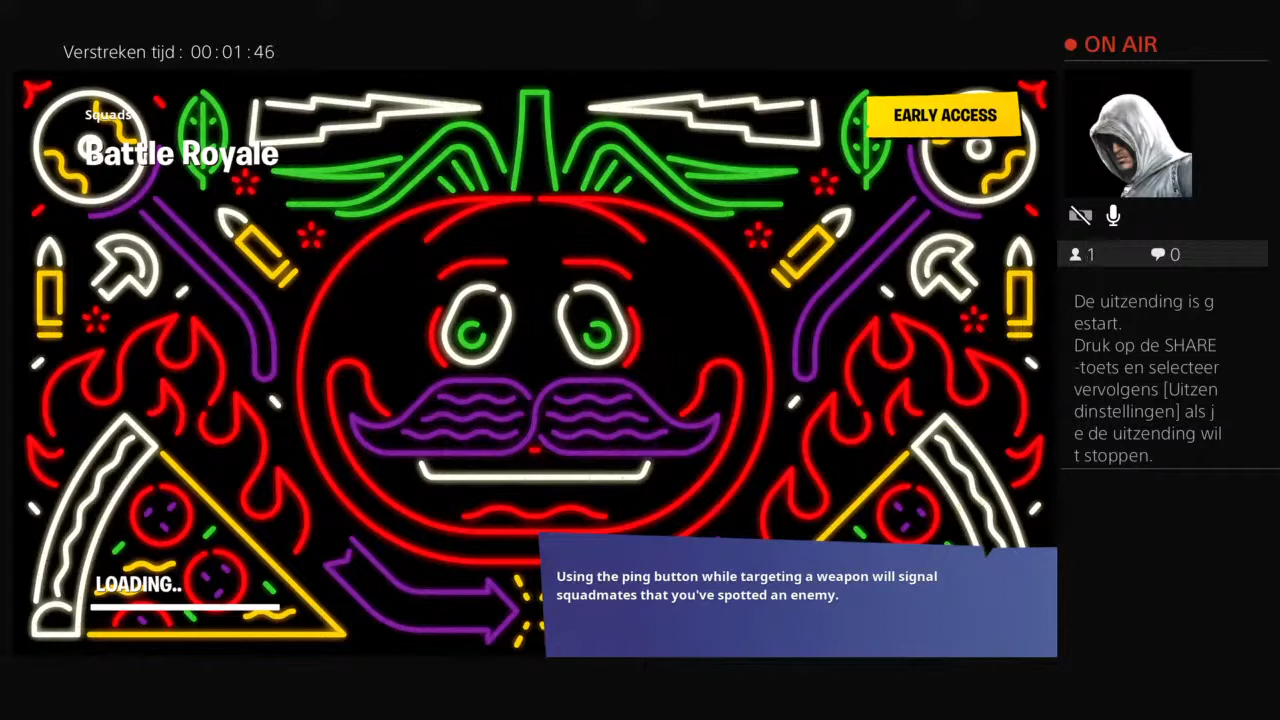 Verstreken tijd: 00:01:46
ON AIR
Squads
Battle Royale
EARLY ACCESS
1 0
De uitzending is g
estart.
Druk op de SHARE
-toets en selecteer
vervolgens [Uitzen
dinstellingen] als j
e de uitzending wil
t stoppen.
LOADING..
Using the ping button while targeting a weapon will signal
squadmates that you've spotted an enemy.